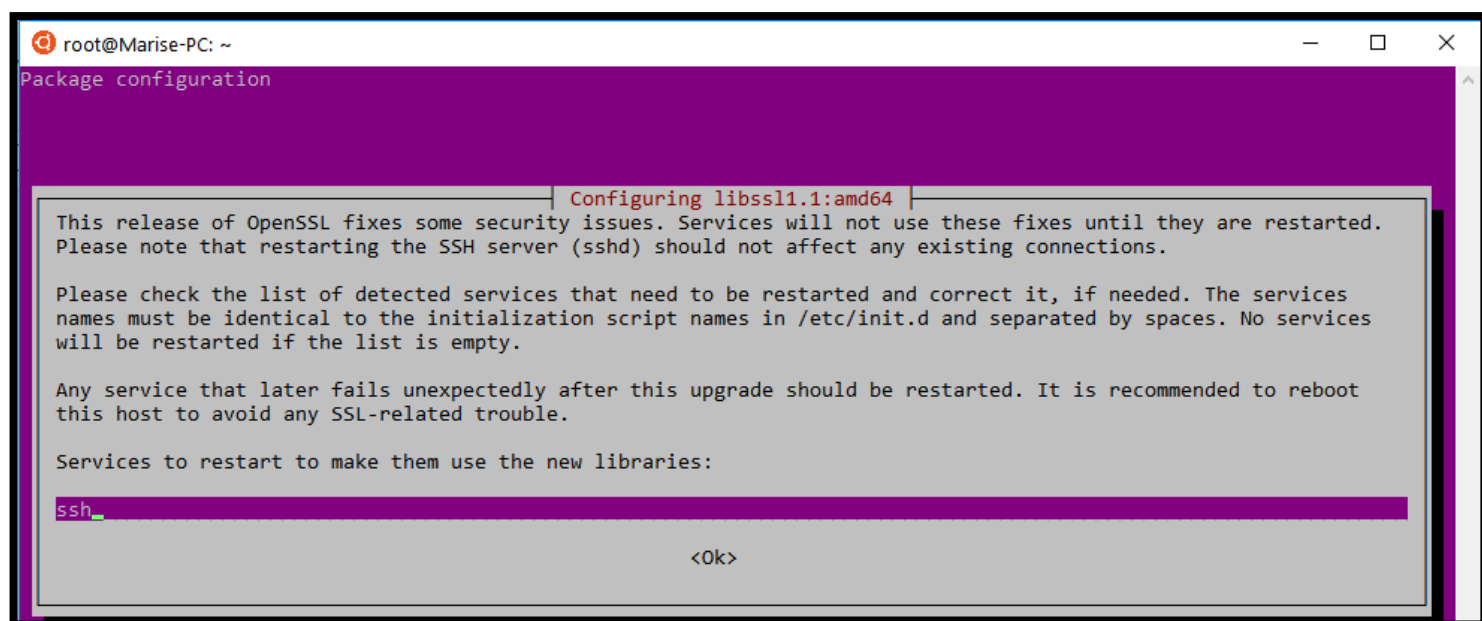 root@Marise-PC: ~
Package configuration
Configuring libssl1.1:amd64
This release of OpenSSL fixes some security issues. Services will not use these fixes until they are restarted.
Please note that restarting the SSH server (sshd) should not affect any existing connections.
Please check the list of detected services that need to be restarted and correct it, if needed. The services
names must be identical to the initialization script names in /etc/init.d and separated by spaces. No services
will be restarted if the list is empty.
Any service that later fails unexpectedly after this upgrade should be restarted. It is recommended to reboot
this host to avoid any SSL-related trouble.
Services to restart to make them use the new libraries:
ssh
<Ok>